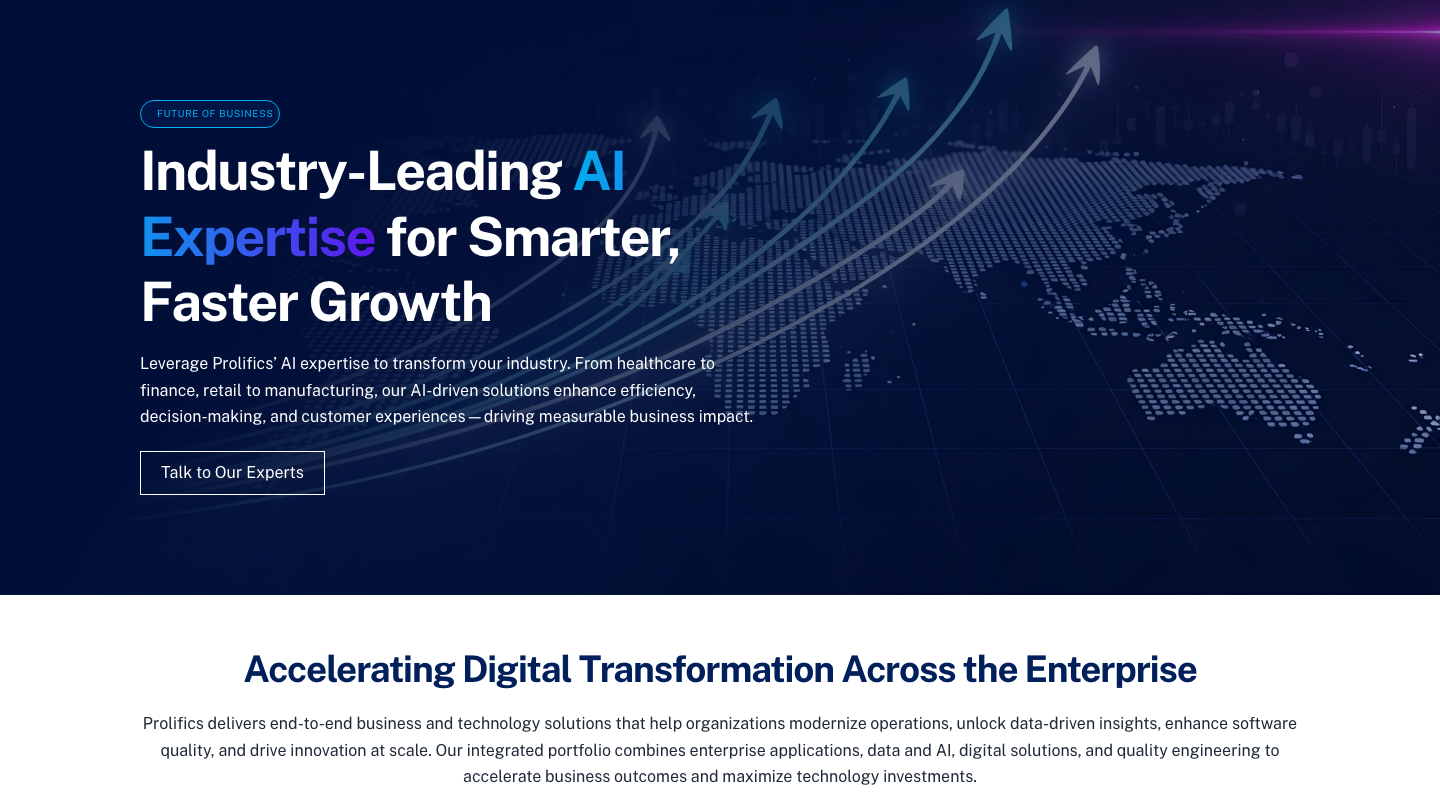 FUTURE OF BUSINESS
Industry-Leading AI
Expertise for Smarter,
Faster Growth
Leverage Prolifics’ AI expertise to transform your industry. From healthcare to
finance, retail to manufacturing, our AI-driven solutions enhance efficiency,
decision-making, and customer experiences — driving measurable business impact.
Talk to Our Experts
Accelerating Digital Transformation Across the Enterprise
Prolifics delivers end-to-end business and technology solutions that help organizations modernize operations, unlock data-driven insights, enhance software
quality, and drive innovation at scale. Our integrated portfolio combines enterprise applications, data and AI, digital solutions, and quality engineering to
accelerate business outcomes and maximize technology investments.